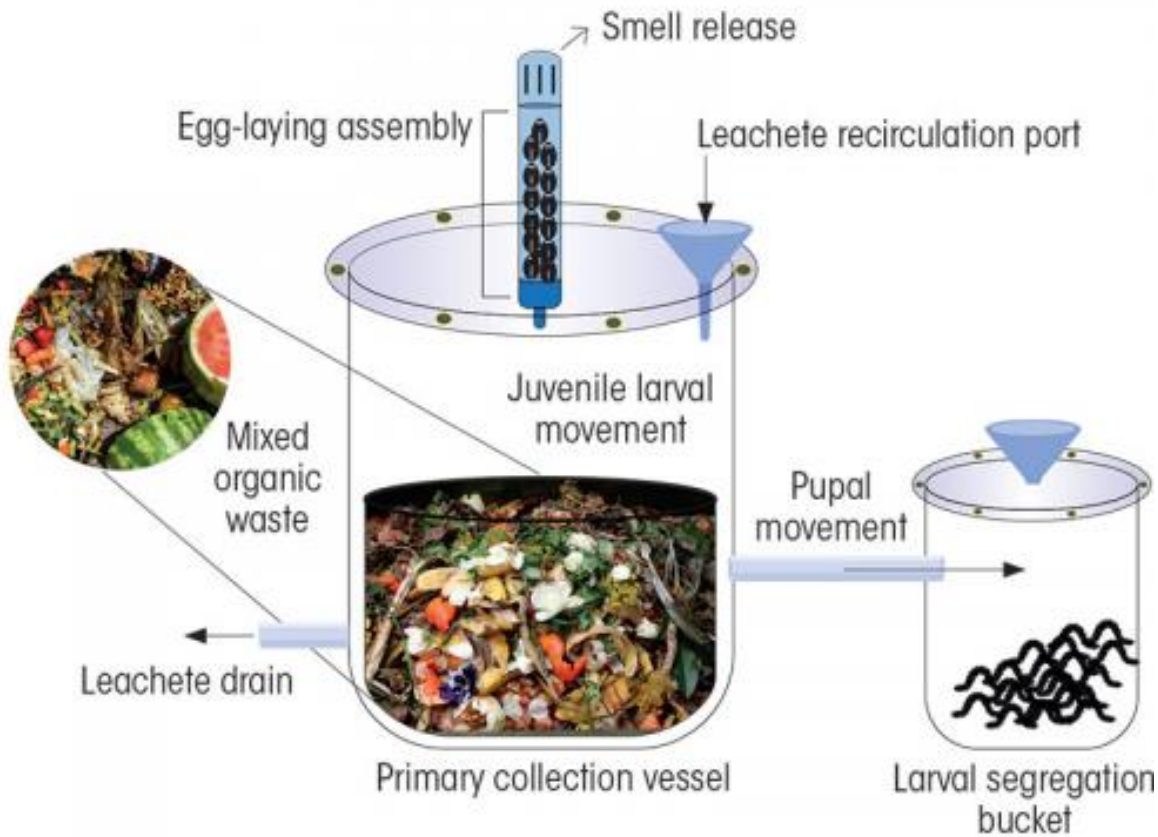 Smell release
Egg-laying assembly
Leachete recirculation port
Juvenile larval
movement
Mixed
organic
waste
Pupal
movement
Leachete drain
Primary collection vessel
Larval segregation
bucket